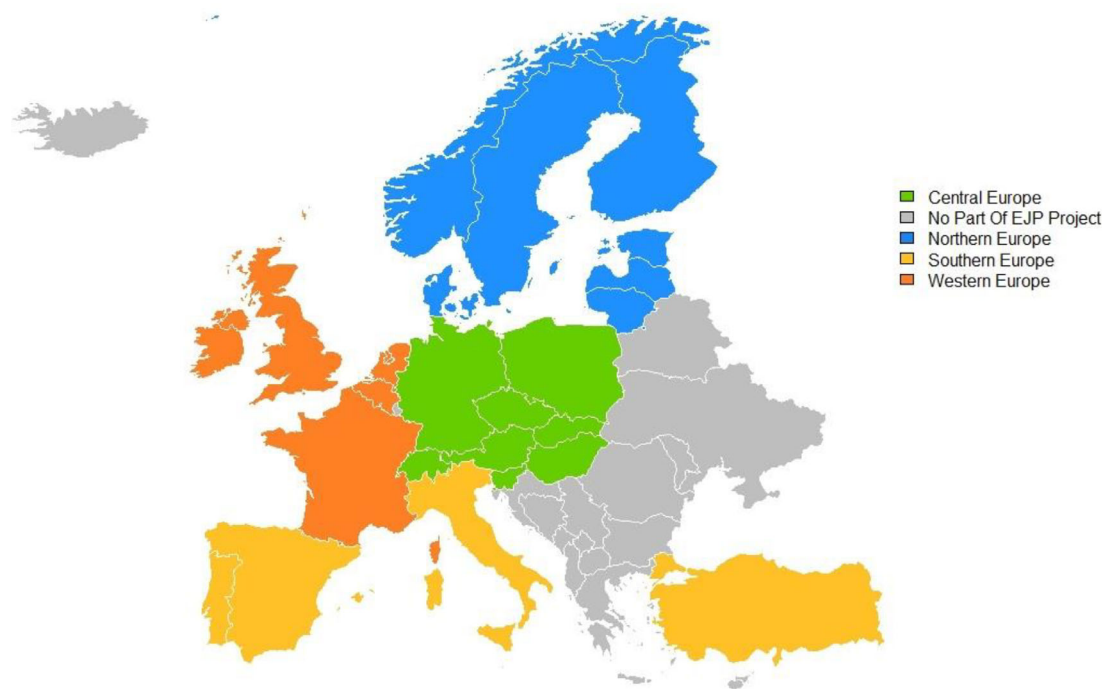 Central Europe
No Part Of EJP Project
Northern Europe
Southern Europe
Western Europe